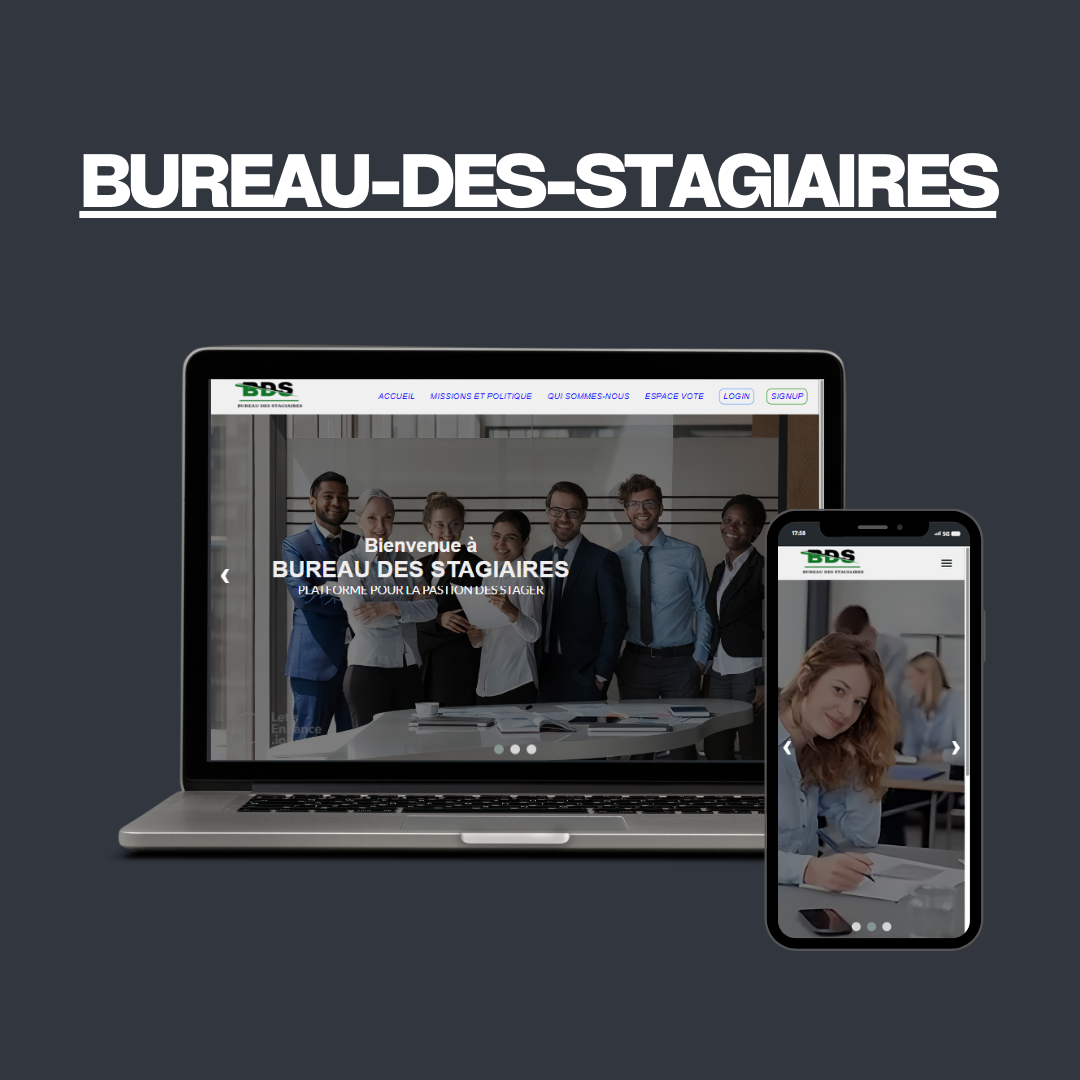 BUREAU-DES-STAGIAIRES
BDS
BUREAU DES STAGIAIRES
ACCUEIL MISSIONS ET POLITIQUE QUI SOMMES-NOUS ESPACE VOTE LOGIN SIGNUP
Bienvenue à
BUREAU DES STAGIAIRES
PLATFORME POUR LA PASTION DES STAGER
17:58 5G
BDS
BUREAU DES STAGIAIRES